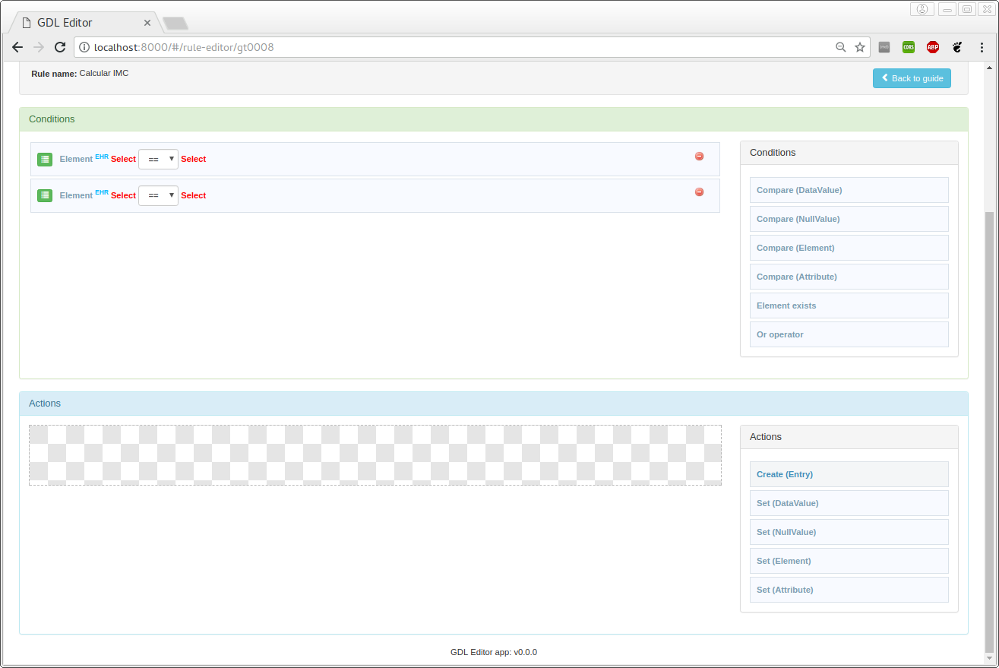 GDL Editor
localhost:8000/#/rule-editor/gt0008
CORS
ABP
Rule name: Calcular IMC
Back to guide
Conditions
Element EHR Select == Select
Element EHR Select == Select
Conditions
Compare (DataValue)
Compare (NullValue)
Compare (Element)
Compare (Attribute)
Element exists
Or operator
Actions
Actions
Create (Entry)
Set (DataValue)
Set (NullValue)
Set (Element)
Set (Attribute)
GDL Editor app: v0.0.0